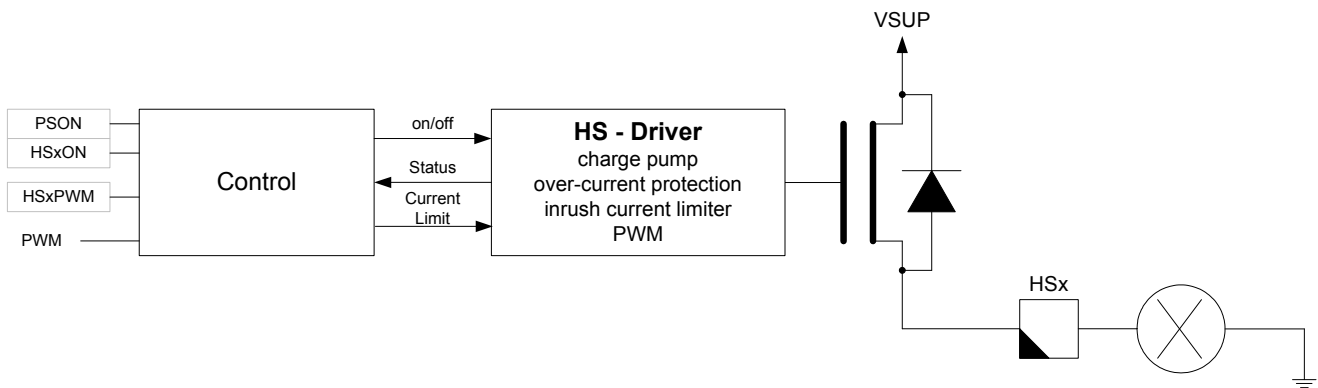 VSUP
PSON
HSxON
HSxPWM
PWM
Control
on/off
Status
Current
Limit
HS - Driver
charge pump
over-current protection
inrush current limiter
PWM
HSx